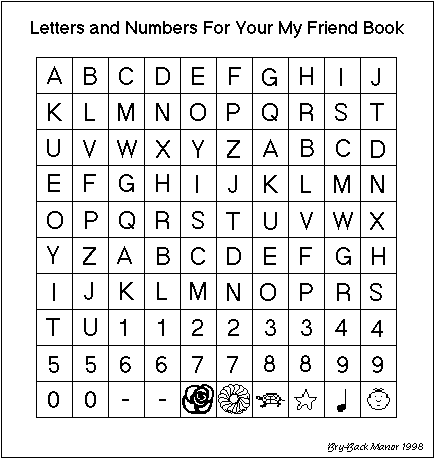 Letters and Numbers For Your My Friend Book
A B C D E F G H I J
K L M N O P Q R S T
U V W X Y Z A B C D
E F G H I J K L M N
O P Q R S T U V W X
Y Z A B C D E F G H
I J K L M N O P R S
T U 1 1 2 2 3 3 4 4
5 5 6 6 7 7 8 8 9 9
0 0 - -
Bry-Back Manor 1998